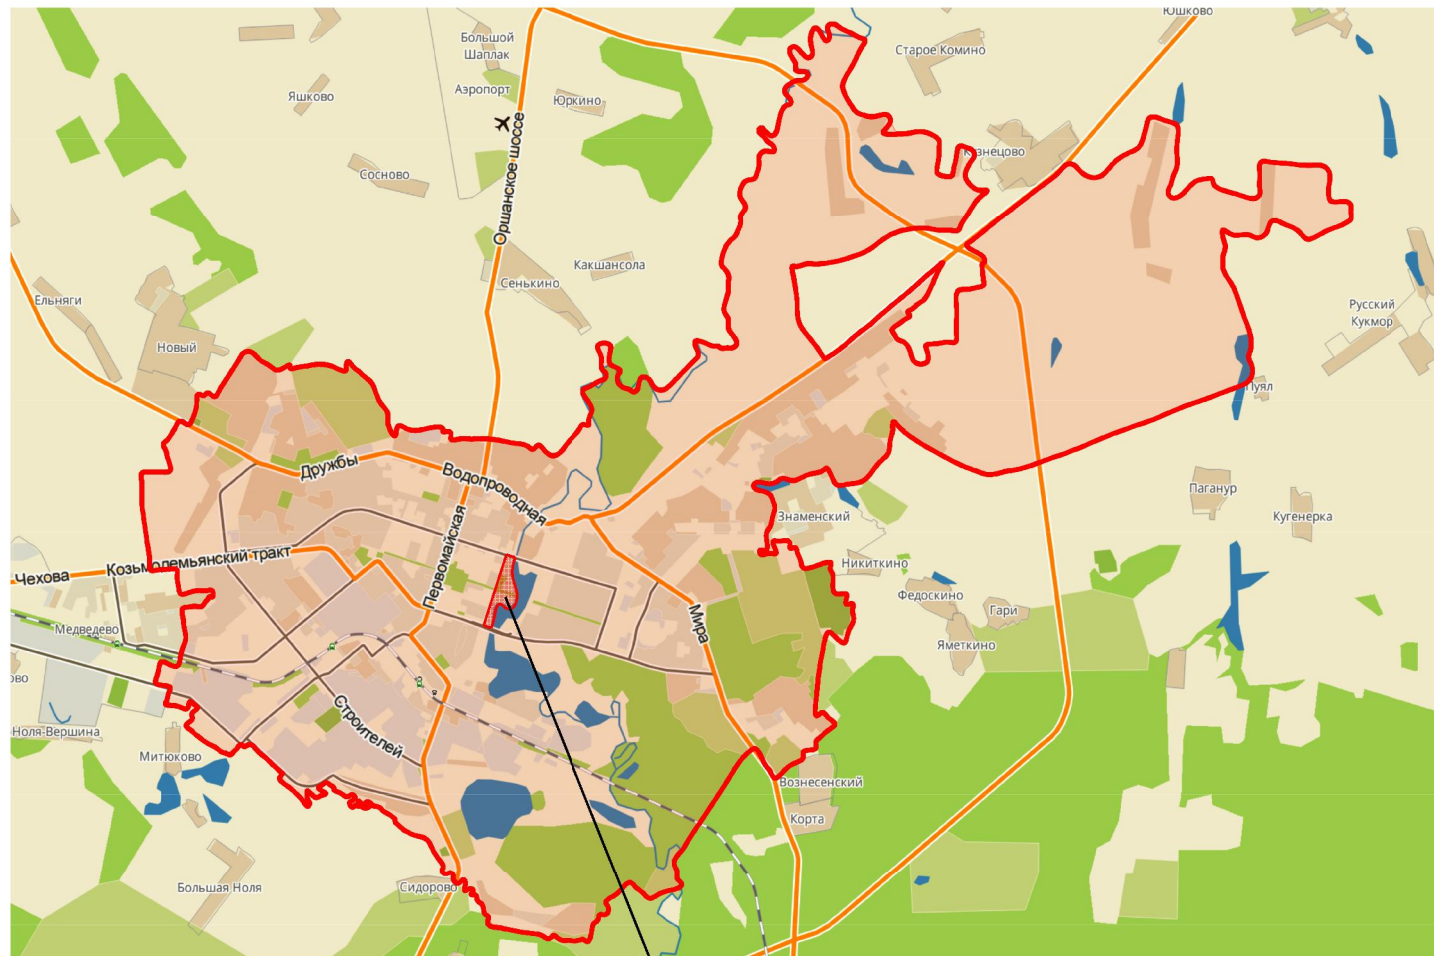 Юшково
Большой
Шаплак
Старое Комино
Аэропорт
Яшково
Юркино
Оршанское шоссе
Кузнецово
Сосново
Какшансола
Сенькино
Ельняги
Русский
Кукмор
Новый
Пуял
Дружбы
Водопроводная
Паганур
Знаменский
Кугенерка
Первомайская
Козьмодемьянский тракт
Чехова
Никиткино
Федоскино
Гари
Мира
Медведево
Яметкино
ово
Строителей
Ноля-Вершина
Митюково
Вознесенский
Корта
Большая Ноля
Сидорово